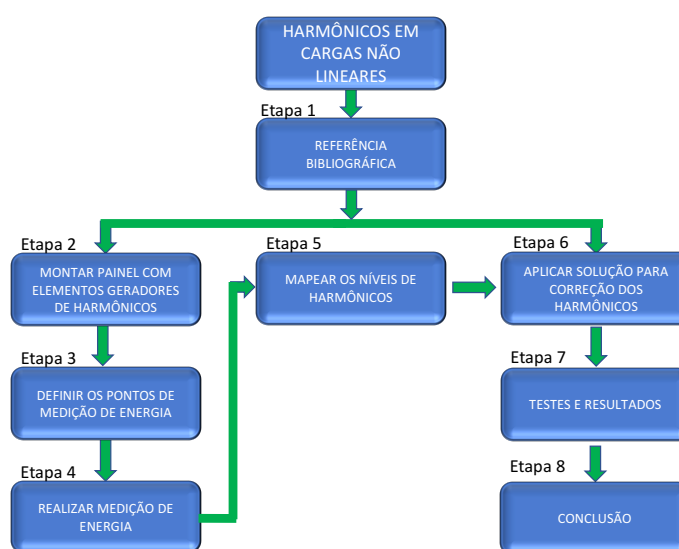 HARMÔNICOS EM
CARGAS NÃO
LINEARES
Etapa 1
REFERÊNCIA
BIBLIOGRÁFICA
Etapa 2
MONTAR PAINEL COM
ELEMENTOS GERADORES
DE HARMÔNICOS
Etapa 3
DEFINIR OS PONTOS DE
MEDIÇÃO DE ENERGIA
Etapa 4
REALIZAR MEDIÇÃO DE
ENERGIA
Etapa 5
MAPEAR OS NÍVEIS DE
HARMÔNICOS
Etapa 6
APLICAR SOLUÇÃO PARA
CORREÇÃO DOS
HARMÔNICOS
Etapa 7
TESTES E RESULTADOS
Etapa 8
CONCLUSÃO